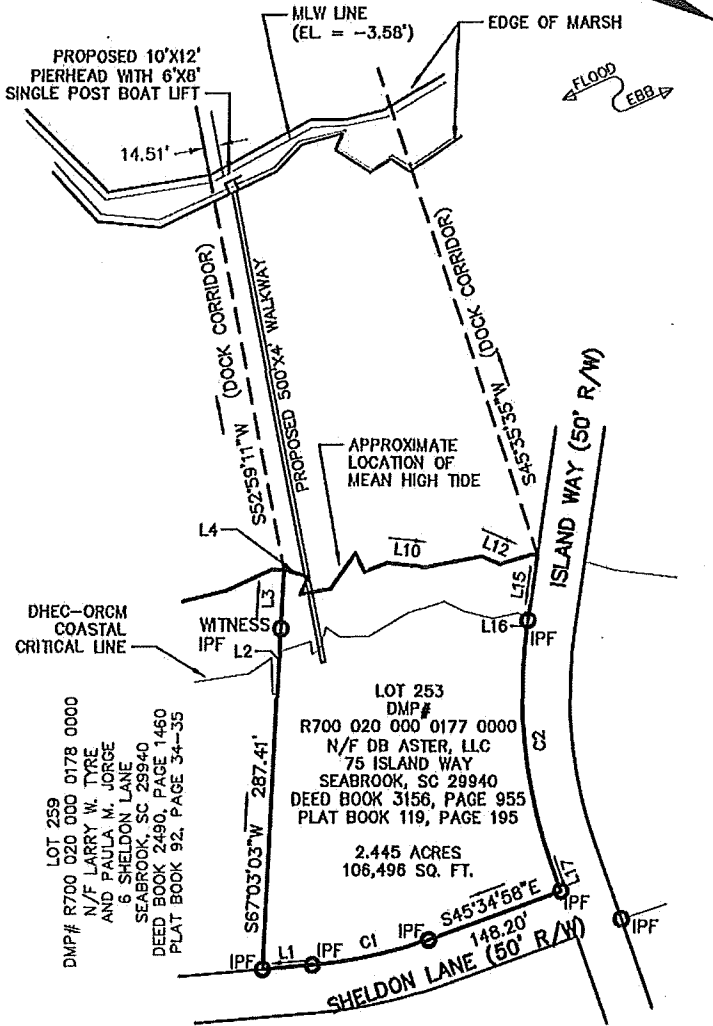 MLW LINE
(EL = -3.58')
EDGE OF MARSH
PROPOSED 10'X12'
PIERHEAD WITH 6'X8'
SINGLE POST BOAT LIFT
FLOOD
EBB
14.51'
S52°59'11"W (DOCK CORRIDOR)
PROPOSED 500'X4' WALKWAY
S45°35'35"W (DOCK CORRIDOR)
ISLAND WAY (50' R/W)
APPROXIMATE
LOCATION OF
MEAN HIGH TIDE
L4
L10
L12
L3
L15
DHEC-ORCM
COASTAL
CRITICAL LINE
WITNESS
IPF
L2
L16
IPF
LOT 253
DMP#
R700 020 000 0177 0000
N/F DB ASTER, LLC
75 ISLAND WAY
SEABROOK, SC 29940
DEED BOOK 3156, PAGE 955
PLAT BOOK 119, PAGE 195
2.445 ACRES
106,496 SQ. FT.
C2
LOT 259
DMP# R700 020 000 0178 0000
N/F LARRY W. TYRE
AND PAULA M. JORGE
6 SHELDON LANE
SEABROOK, SC 29940
DEED BOOK 2490, PAGE 1460
PLAT BOOK 92, PAGE 34-35
S67°03'03"W 287.41'
L17
IPF
IPF
S45°34'58"E
148.20'
IPF
C1
IPF
L1
IPF
SHELDON LANE (50' R/W)